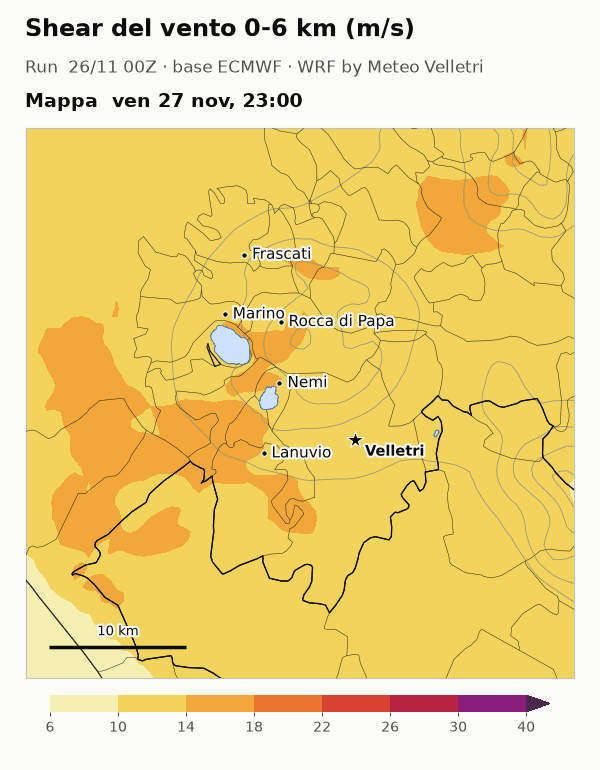 Shear del vento 0-6 km (m/s)
Run  26/11 00Z · base ECMWF · WRF by Meteo Velletri
Mappa  ven 27 nov, 23:00
Frascati
Marino
Rocca di Papa
Nemi
Velletri
Lanuvio
10 km
6 10 14 18 22 26 30 40